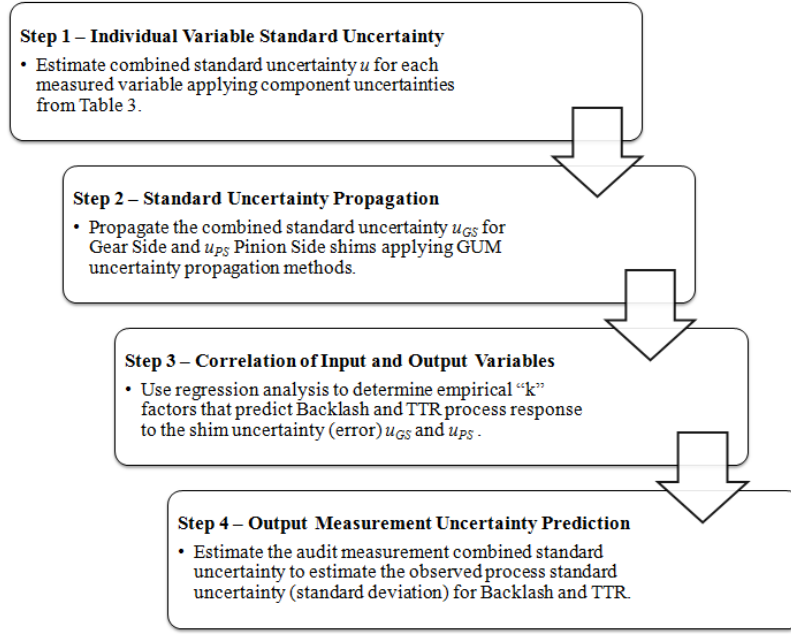 Step 1 – Individual Variable Standard Uncertainty
• Estimate combined standard uncertainty u for each
measured variable applying component uncertainties
from Table 3.
Step 2 – Standard Uncertainty Propagation
• Propagate the combined standard uncertainty uGS for
Gear Side and uPS Pinion Side shims applying GUM
uncertainty propagation methods.
Step 3 – Correlation of Input and Output Variables
• Use regression analysis to determine empirical “k”
factors that predict Backlash and TTR process response
to the shim uncertainty (error) uGS and uPS .
Step 4 – Output Measurement Uncertainty Prediction
• Estimate the audit measurement combined standard
uncertainty to estimate the observed process standard
uncertainty (standard deviation) for Backlash and TTR.